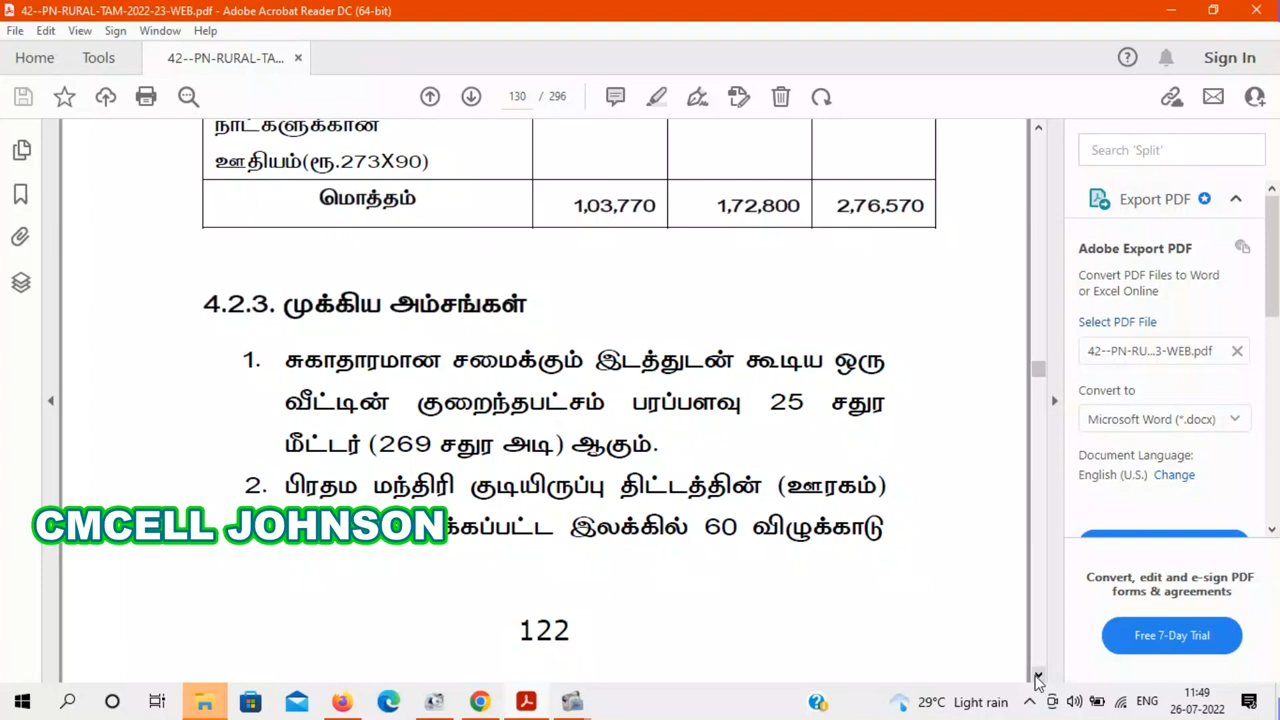 42--PN-RURAL-TAM-2022-23-WEB.pdf - Adobe Acrobat Reader DC (64-bit)
File Edit View Sign Window Help
Home Tools 42--PN-RURAL-TA... Sign In
130 / 296
நாட்களுக்கான
ஊதியம்(ரூ.273X90)
மொத்தம் 1,03,770 1,72,800 2,76,570
4.2.3. முக்கிய அம்சங்கள்
1. சுகாதாரமான சமைக்கும் இடத்துடன் கூடிய ஒரு
வீட்டின் குறைந்தபட்சம் பரப்பளவு 25 சதுர
மீட்டர் (269 சதுர அடி) ஆகும்.
2. பிரதம மந்திரி குடியிருப்பு திட்டத்தின் (ஊரகம்)
இலக்கில் 60 விழுக்காடு
CMCELL JOHNSON
122
Search 'Split'
Export PDF
Adobe Export PDF
Convert PDF Files to Word
or Excel Online
Select PDF File
42--PN-RU...3-WEB.pdf
Convert to
Microsoft Word (*.docx)
Document Language:
English (U.S.) Change
Convert, edit and e-sign PDF
forms & agreements
Free 7-Day Trial
29°C Light rain
ENG
11:49
26-07-2022